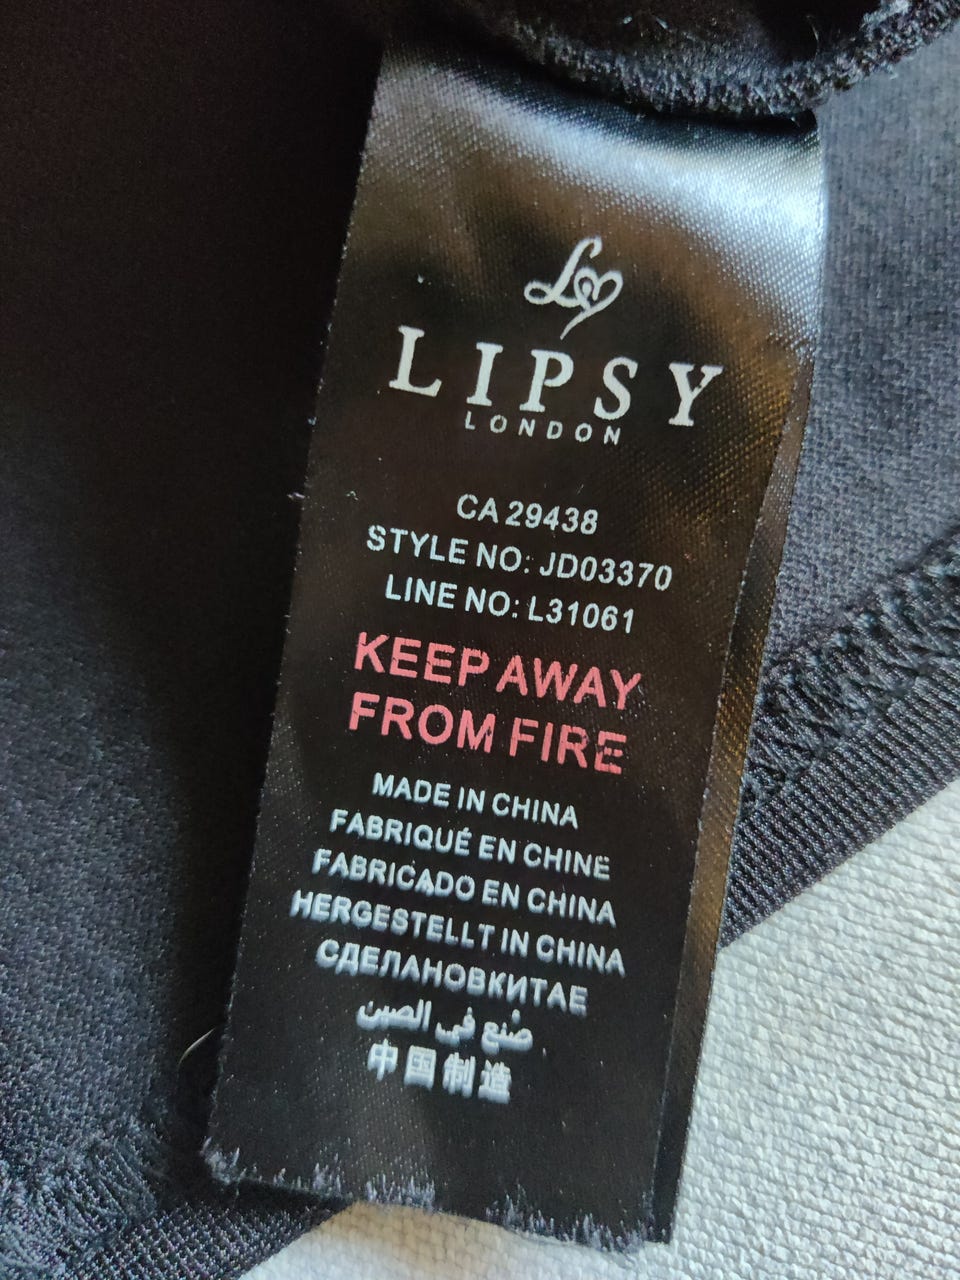 LIPSY
LONDON
CA 29438
STYLE NO: JD03370
LINE NO: L31061
KEEP AWAY
FROM FIRE
MADE IN CHINA
FABRIQUÉ EN CHINE
FABRICADO EN CHINA
HERGESTELLT IN CHINA
СДЕЛАНОВКИТАЕ
صُنع في الصين
中国制造